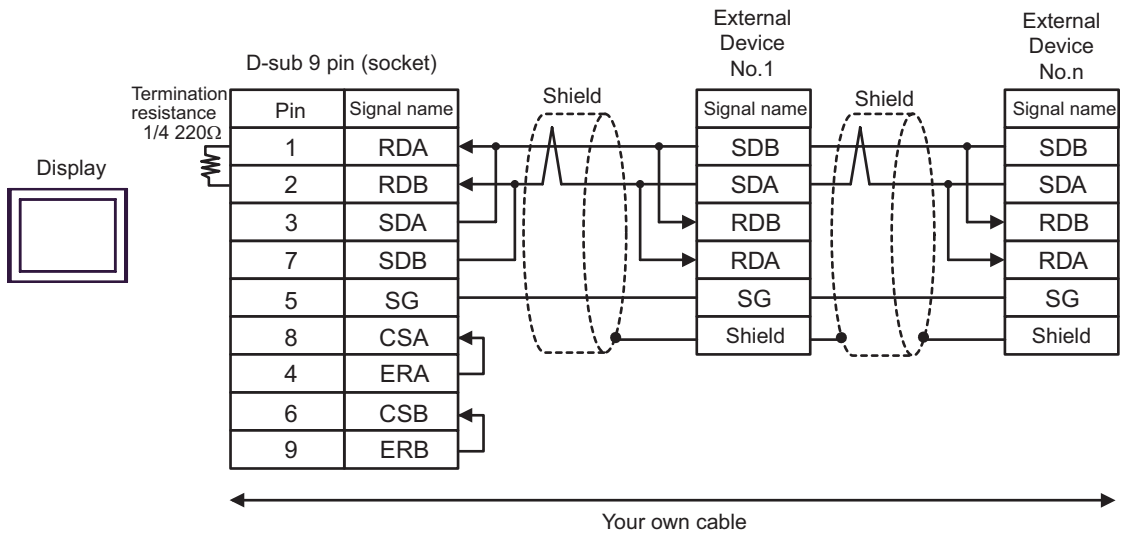 External
Device
No.1
External
Device
No.n
D-sub 9 pin (socket)
Termination
resistance
1/4 220Ω
Display
Shield
Shield
Pin Signal name
1 RDA
2 RDB
3 SDA
7 SDB
5 SG
8 CSA
4 ERA
6 CSB
9 ERB
Signal name
SDB
SDA
RDB
RDA
SG
Shield
Signal name
SDB
SDA
RDB
RDA
SG
Shield
Your own cable